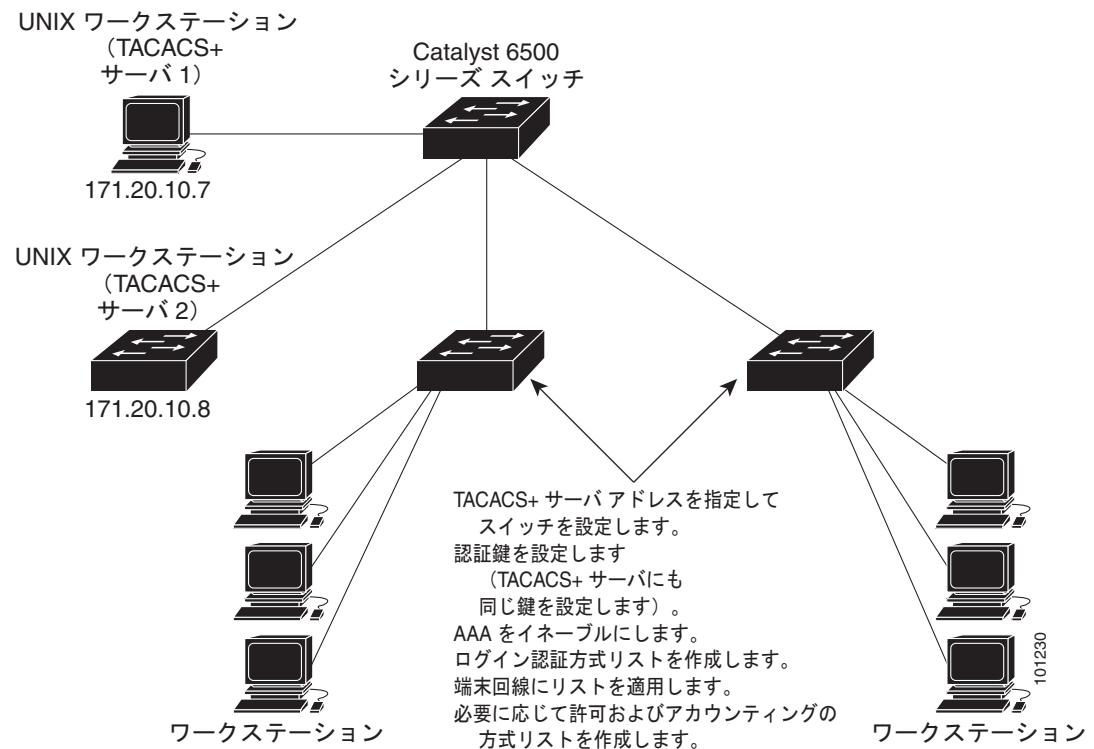 UNIX ワークステーション
（TACACS+
サーバ 1）
Catalyst 6500
シリーズ スイッチ
171.20.10.7
UNIX ワークステーション
（TACACS+
サーバ 2）
171.20.10.8
TACACS+ サーバ アドレスを指定して
スイッチを設定します。
認証鍵を設定します
（TACACS+ サーバにも
同じ鍵を設定します）。
AAA をイネーブルにします。
ログイン認証方式リストを作成します。
端末回線にリストを適用します。
必要に応じて許可およびアカウンティングの
方式リストを作成します。
ワークステーション
ワークステーション
101230